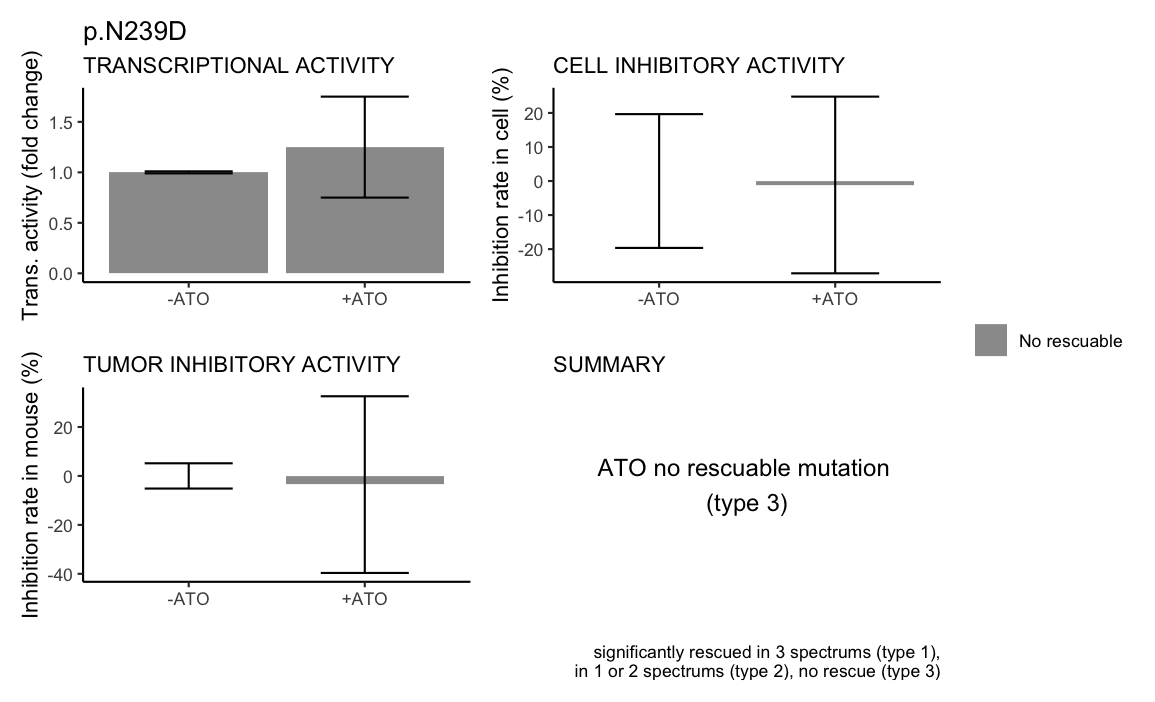 p.N239D
TRANSCRIPTIONAL ACTIVITY
Trans. activity (fold change)
1.5
1.0
0.5
0.0
-ATO
+ATO
CELL INHIBITORY ACTIVITY
Inhibition rate in cell (%)
20
10
0
-10
-20
-ATO
+ATO
No rescuable
TUMOR INHIBITORY ACTIVITY
Inhibition rate in mouse (%)
20
0
-20
-40
-ATO
+ATO
SUMMARY
ATO no rescuable mutation
(type 3)
significantly rescued in 3 spectrums (type 1),
in 1 or 2 spectrums (type 2), no rescue (type 3)